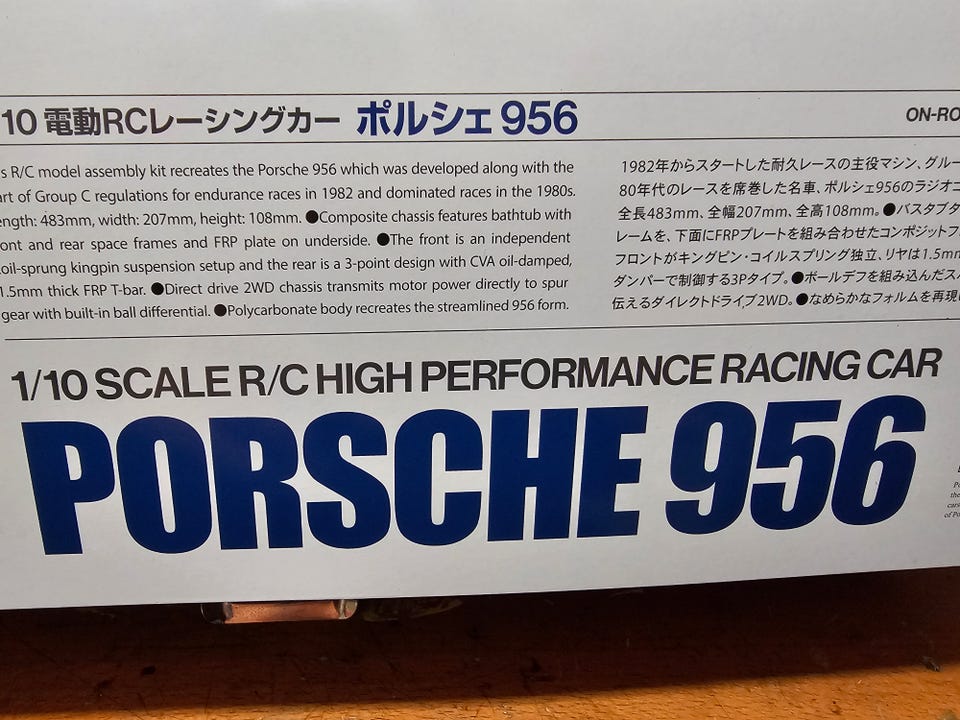 10 電動RCレーシングカー ポルシェ 956
ON-RO
s R/C model assembly kit recreates the Porsche 956 which was developed along with the
art of Group C regulations for endurance races in 1982 and dominated races in the 1980s.
ength: 483mm, width: 207mm, height: 108mm. ●Composite chassis features bathtub with
ont and rear space frames and FRP plate on underside. ●The front is an independent
oil-sprung kingpin suspension setup and the rear is a 3-point design with CVA oil-damped,
1.5mm thick FRP T-bar. ●Direct drive 2WD chassis transmits motor power directly to spur
gear with built-in ball differential. ●Polycarbonate body recreates the streamlined 956 form.
1982年からスタートした耐久レースの主役マシン、グルー
80年代のレースを席巻した名車、ポルシェ956のラジオコ
全長483mm、全幅207mm、全高108mm。●バスタブタ
レームを、下面にFRPプレートを組み合わせたコンポジットフ
フロントがキングピン・コイルスプリング独立、リヤは1.5mm
ダンパーで制御する3Pタイプ。●ボールデフを組み込んだス
伝えるダイレクトドライブ2WD。●なめらかなフォルムを再現し
1/10 SCALE R/C HIGH PERFORMANCE RACING CAR
PORSCHE 956
Po
the
cars
of Po